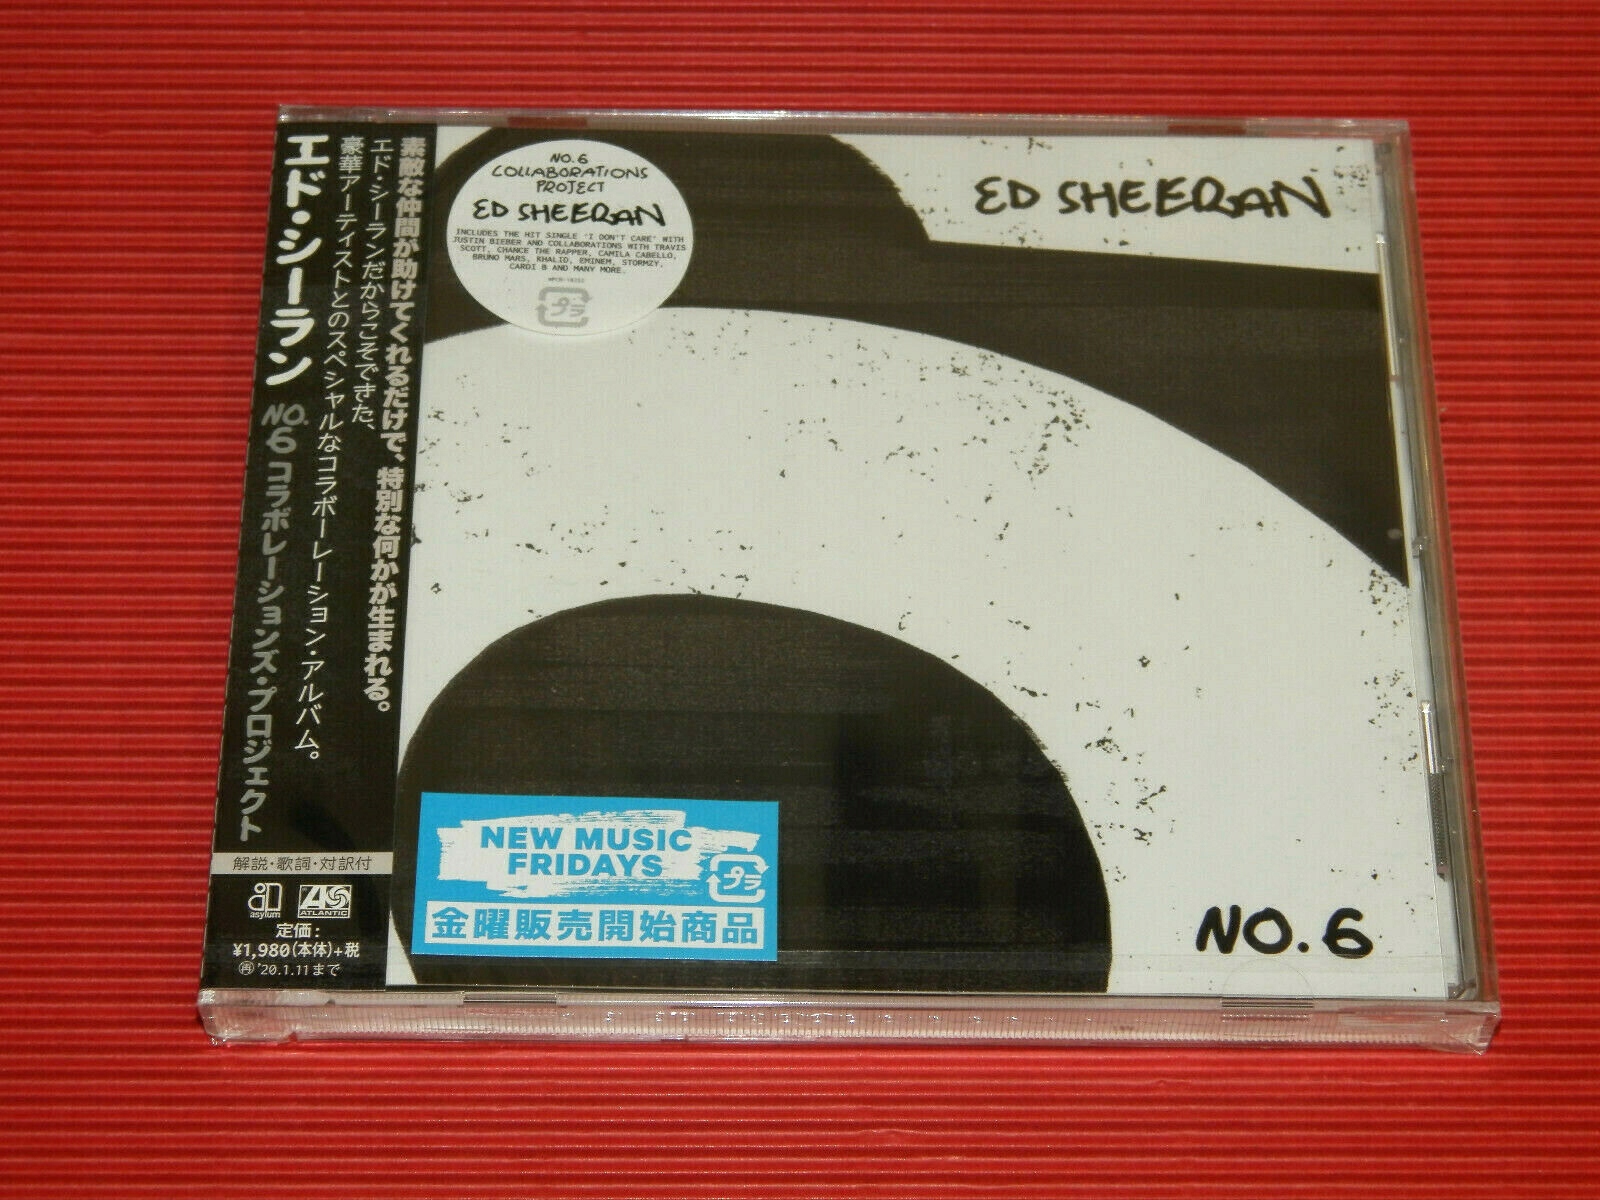 素敵な仲間が助けてくれるだけで、特別な何かが生まれる。
エド・シーランだからこそできた、
豪華アーティストとのスペシャルなコラボーレーション・アルバム。
エド・シーラン
NO.6 コラボレーションズ・プロジェクト
解説・歌詞・対訳付
asylum
ATLANTIC
定価:
¥1,980(本体)+税
再 '20.1.11まで
NO.6
COLLABORATIONS
PROJECT
ED SHEERAN
INCLUDES THE HIT SINGLE 'I DON'T CARE' WITH
JUSTIN BIEBER AND COLLABORATIONS WITH TRAVIS
SCOTT, CHANCE THE RAPPER, CAMILA CABELLO,
BRUNO MARS, KHALID, EMINEM, STORMZY,
CARDI B AND MANY MORE.
プラ
ED SHEERAN
NEW MUSIC
FRIDAYS
プラ
金曜販売開始商品
NO.6